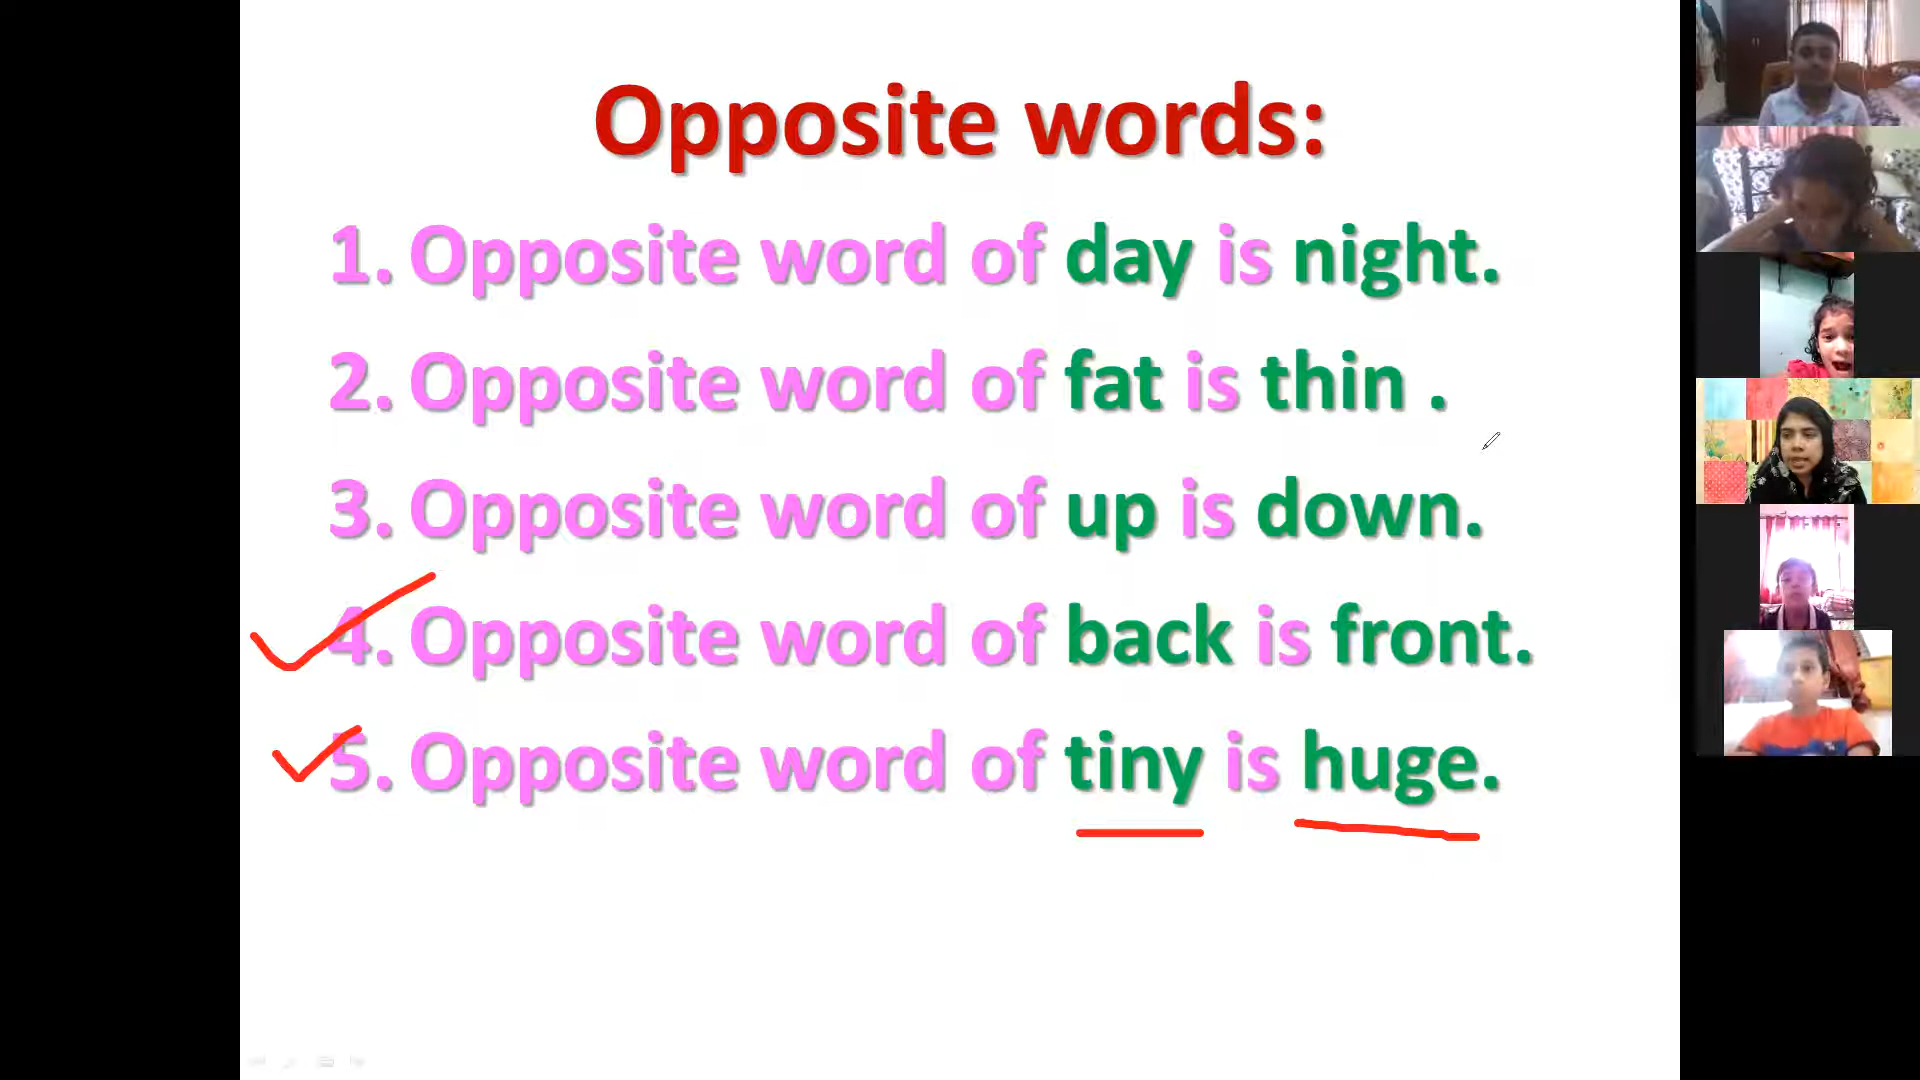 Opposite words:
1. Opposite word of day is night.
2. Opposite word of fat is thin .
3. Opposite word of up is down.
4. Opposite word of back is front.
5. Opposite word of tiny is huge.